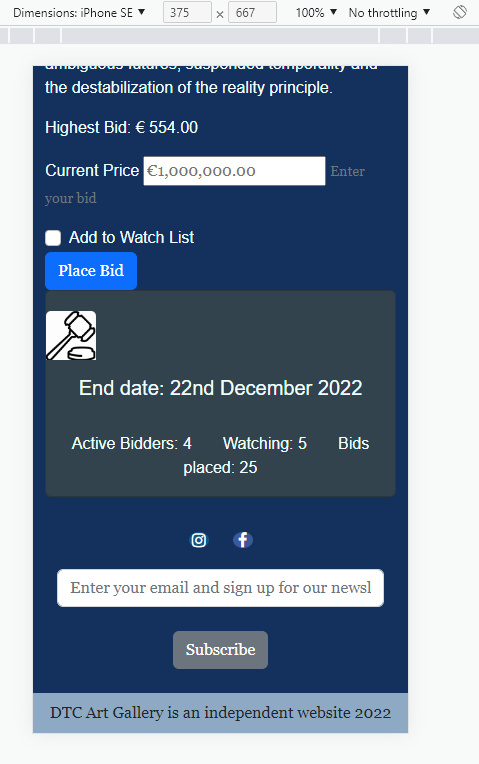 Dimensions: iPhone SE ▼ 375 × 667 100% ▼ No throttling ▼
ambiguous futures, suspended temporality and
the destabilization of the reality principle.
Highest Bid: € 554.00
Current Price €1,000,000.00 Enter
your bid
Add to Watch List
Place Bid
End date: 22nd December 2022
Active Bidders: 4 Watching: 5 Bids
placed: 25
Enter your email and sign up for our newsl
Subscribe
DTC Art Gallery is an independent website 2022